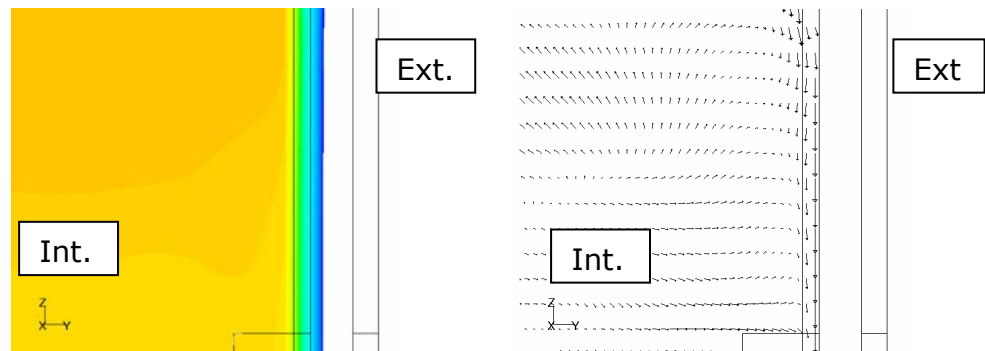 Ext.
Int.
Z
X Y
Ext
Int.
Z
X Y